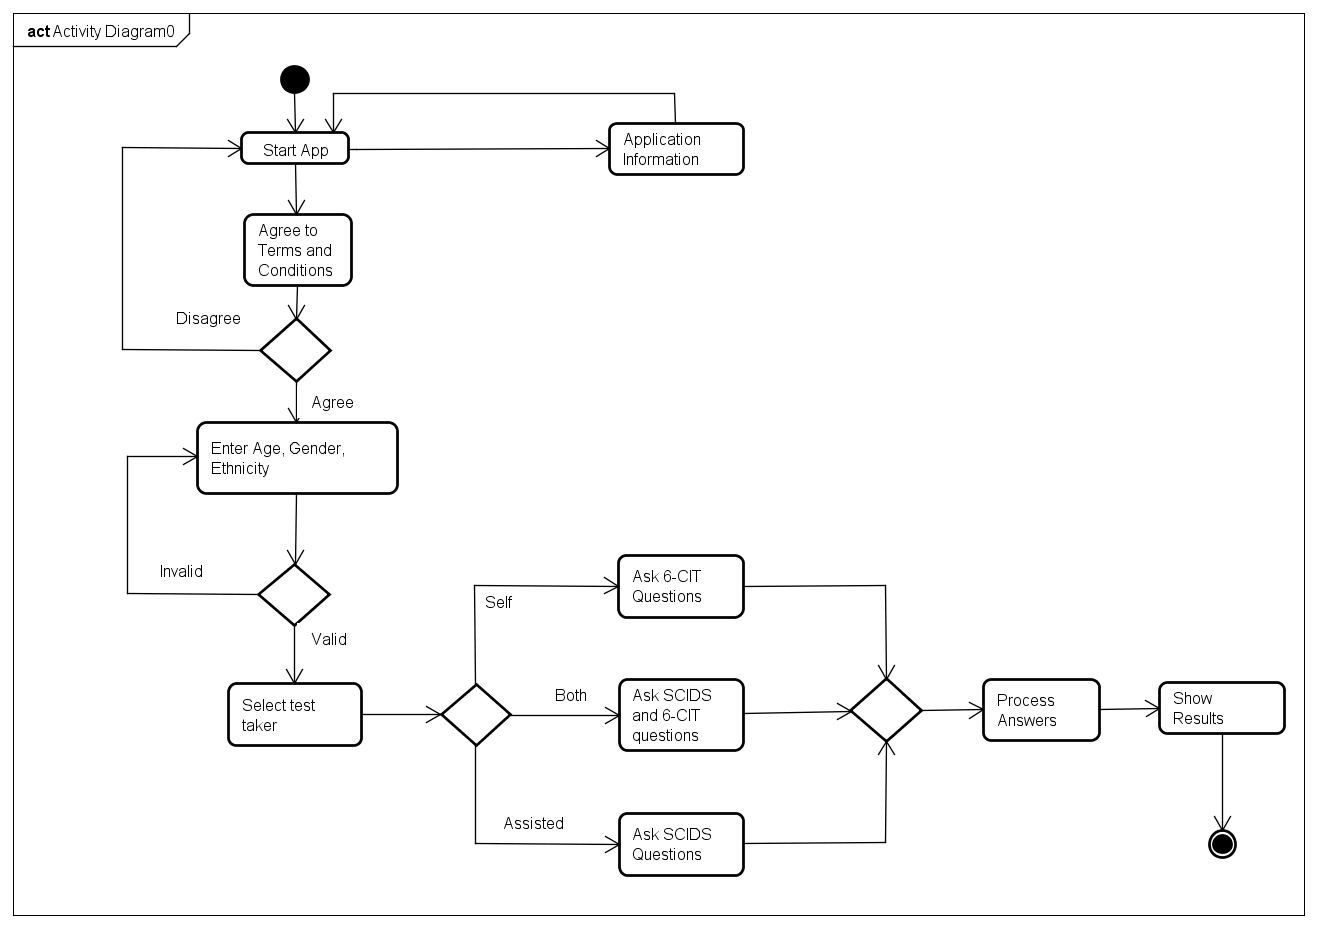 act Activity Diagram0
Start App
Application
Information
Agree to
Terms and
Conditions
Disagree
Agree
Enter Age, Gender,
Ethnicity
Invalid
Valid
Select test
taker
Self
Ask 6-CIT
Questions
Both
Ask SCIDS
and 6-CIT
questions
Assisted
Ask SCIDS
Questions
Process
Answers
Show
Results